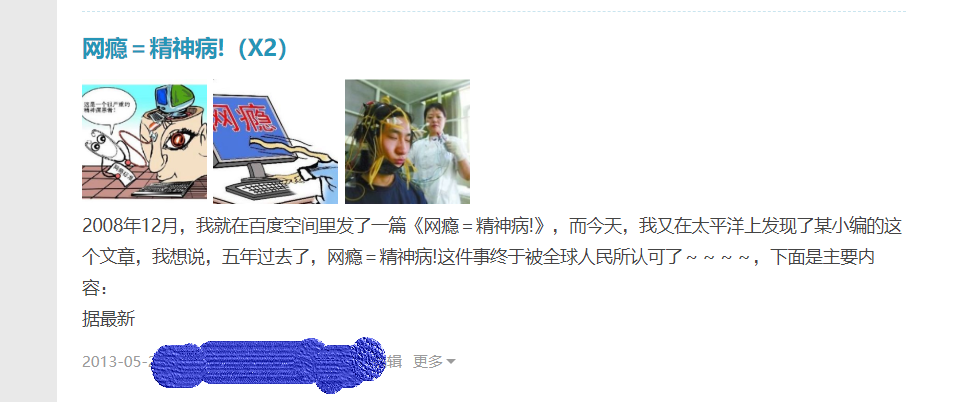 网瘾＝精神病!（X2）
这是一个很严重的
精神病患者!
网瘾
2008年12月，我就在百度空间里发了一篇《网瘾＝精神病!》，而今天，我又在太平洋上发现了某小编的这
个文章，我想说，五年过去了，网瘾＝精神病!这件事终于被全球人民所认可了～～～～，下面是主要内
容：
据最新
2013-05-
辑 更多